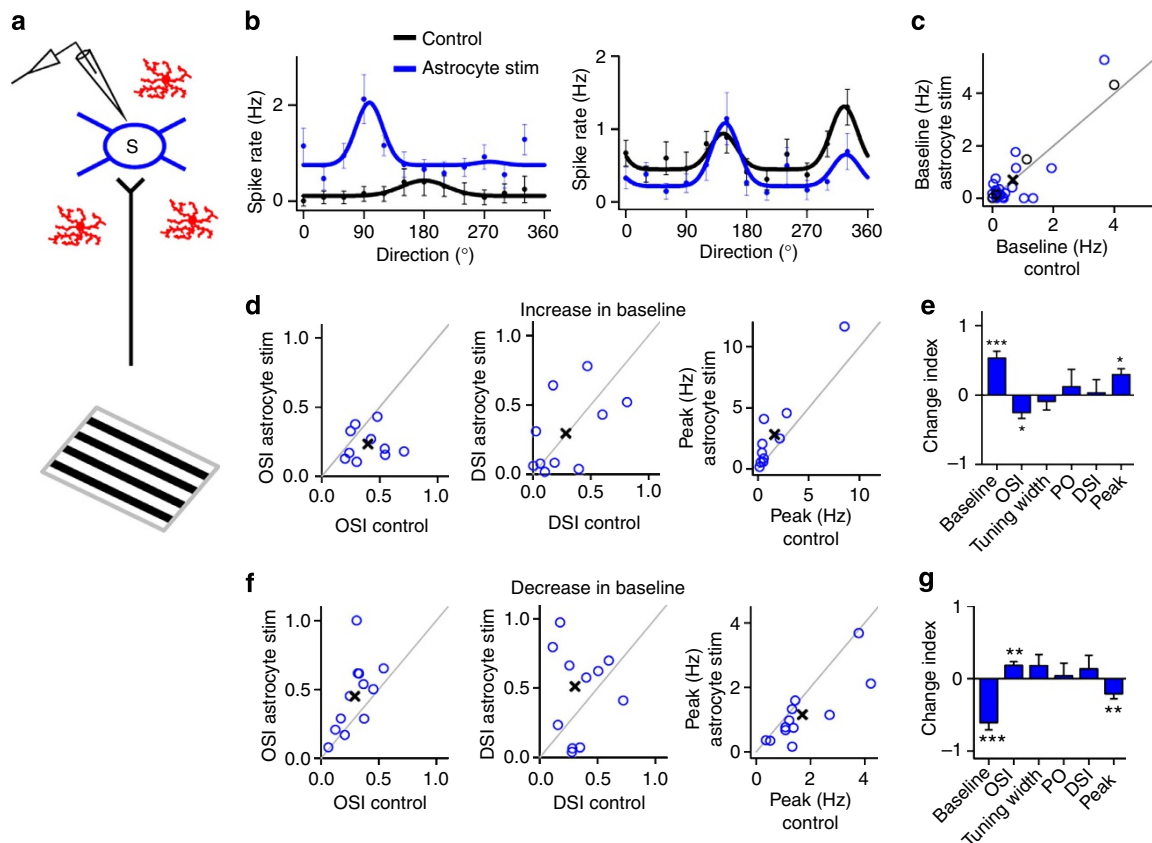 a
S
b
Control
Astrocyte stim
Spike rate (Hz)
2
0
0 90 180 270 360
Direction (°)
Spike rate (Hz)
2
1
0
0 90 180 270 360
Direction (°)
c
Baseline (Hz)
astrocyte stim
4
2
0
0 2 4
Baseline (Hz)
control
d
Increase in baseline
OSI astrocyte stim
1.0
0.5
0.0
0.0 0.5 1.0
OSI control
DSI astrocyte stim
1.0
0.5
0.0
0.0 0.5 1.0
DSI control
Peak (Hz)
astrocyte stim
10
5
0
0 5 10
Peak (Hz)
control
e
Change index
1
0
−1
***
*
*
Baseline
OSI
Tuning width
PO
DSI
Peak
f
Decrease in baseline
OSI astrocyte stim
1.0
0.5
0.0
0.0 0.5 1.0
OSI control
DSI astrocyte stim
1.0
0.5
0.0
0.0 0.5 1.0
DSI control
Peak (Hz)
astrocyte stim
4
2
0
0 2 4
Peak (Hz)
control
g
Change index
1
0
−1
***
**
**
Baseline
OSI
Tuning width
PO
DSI
Peak